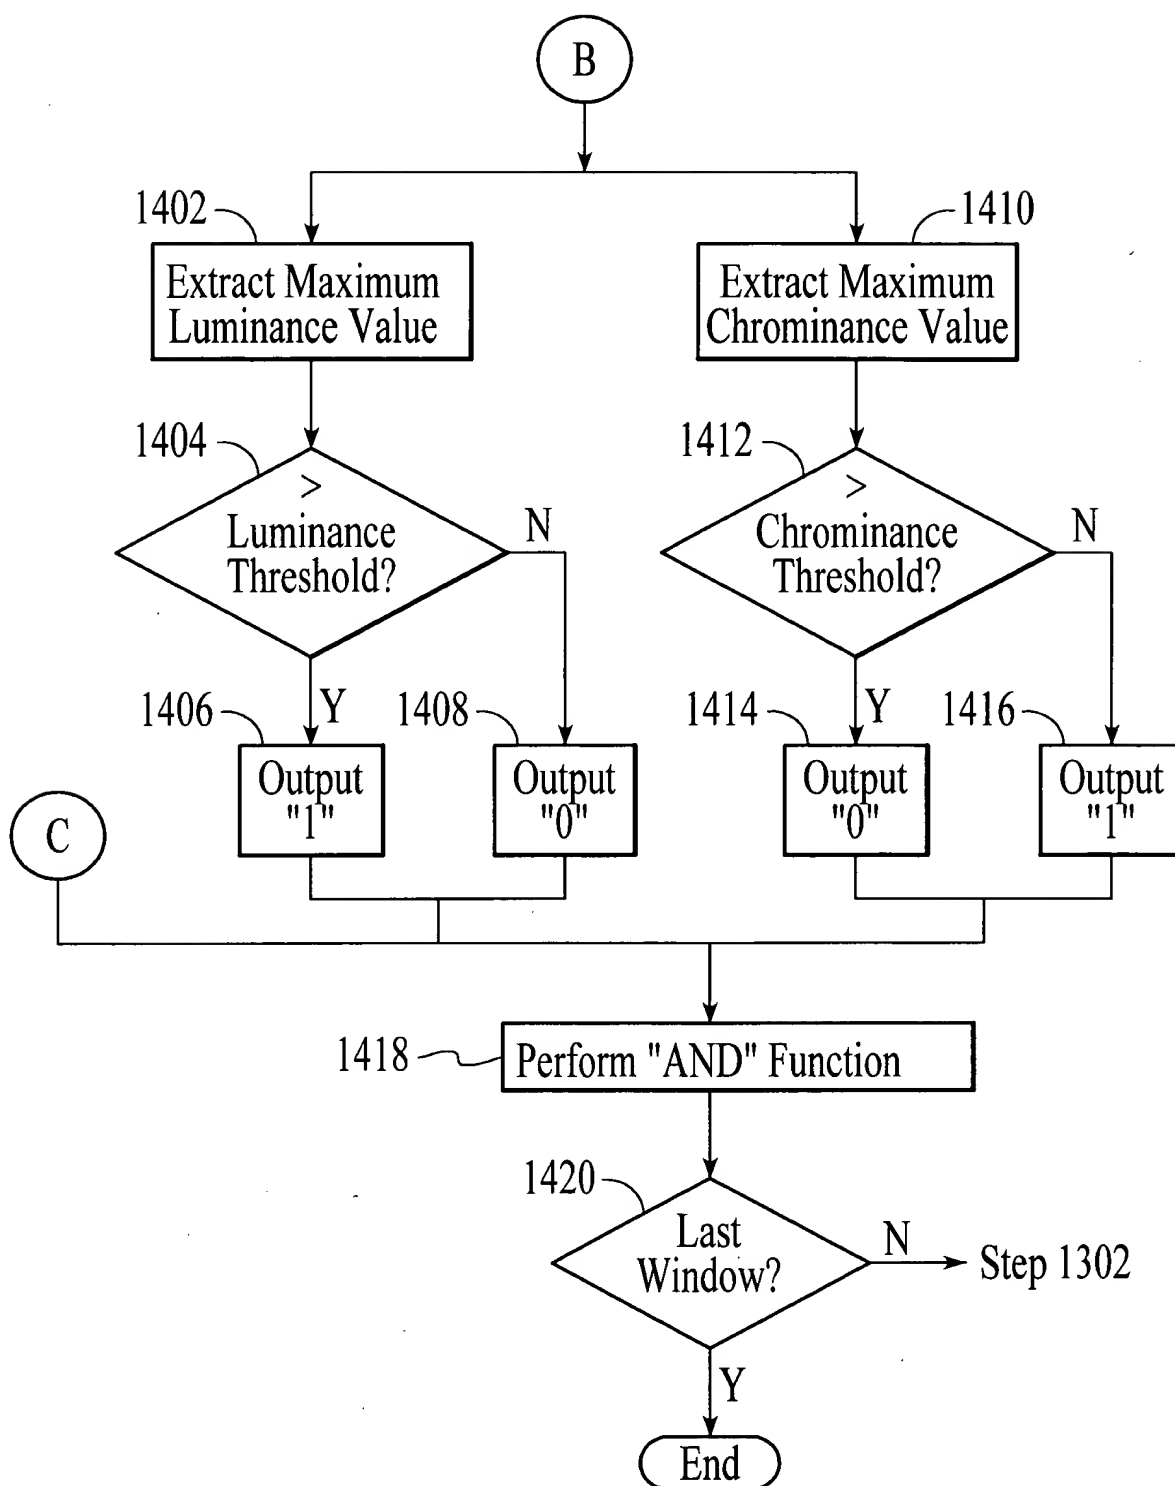 B
1402
1410
Extract Maximum
Luminance Value
Extract Maximum
Chrominance Value
1404
>
Luminance
Threshold?
N
1412
>
Chrominance
Threshold?
N
1406
Y
1408
1414
Y
1416
Output
"1"
Output
"0"
Output
"0"
Output
"1"
C
1418
Perform "AND" Function
1420
Last
Window?
N
Step 1302
Y
End